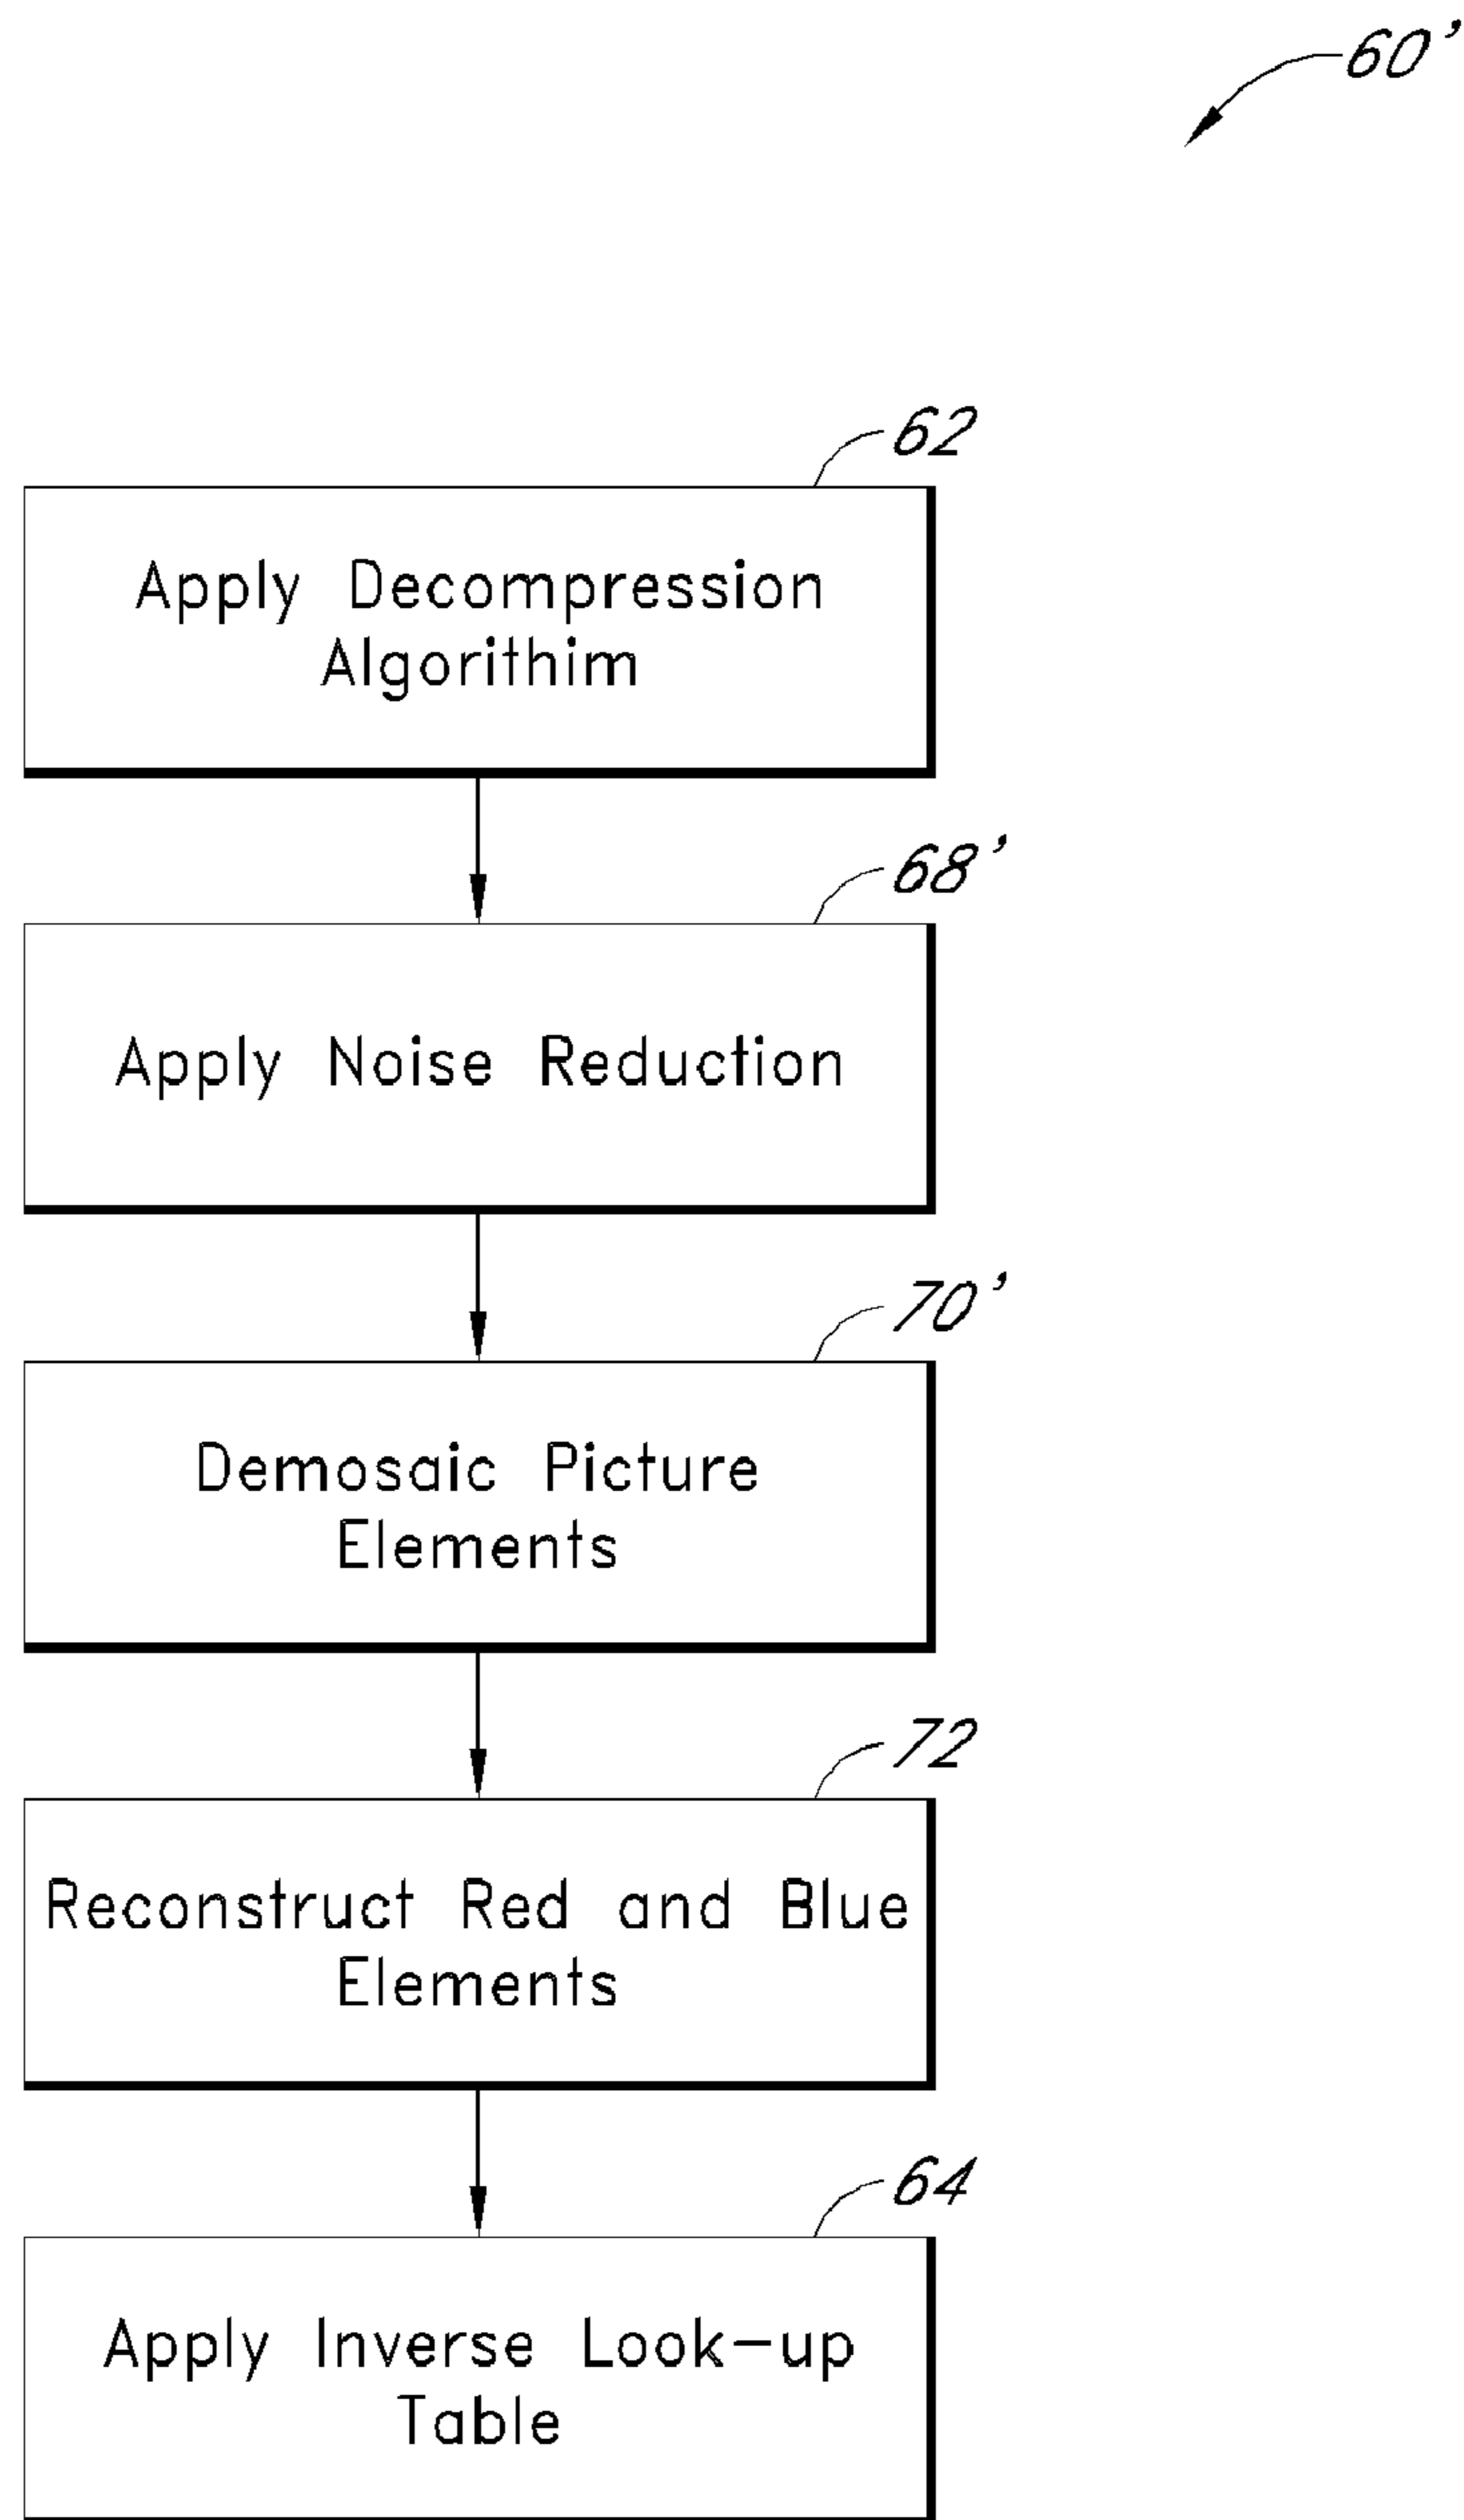 60'
62
Apply Decompression
Algorithim
68'
Apply Noise Reduction
70'
Demosaic Picture
Elements
72
Reconstruct Red and Blue
Elements
64
Apply Inverse Look-up
Table